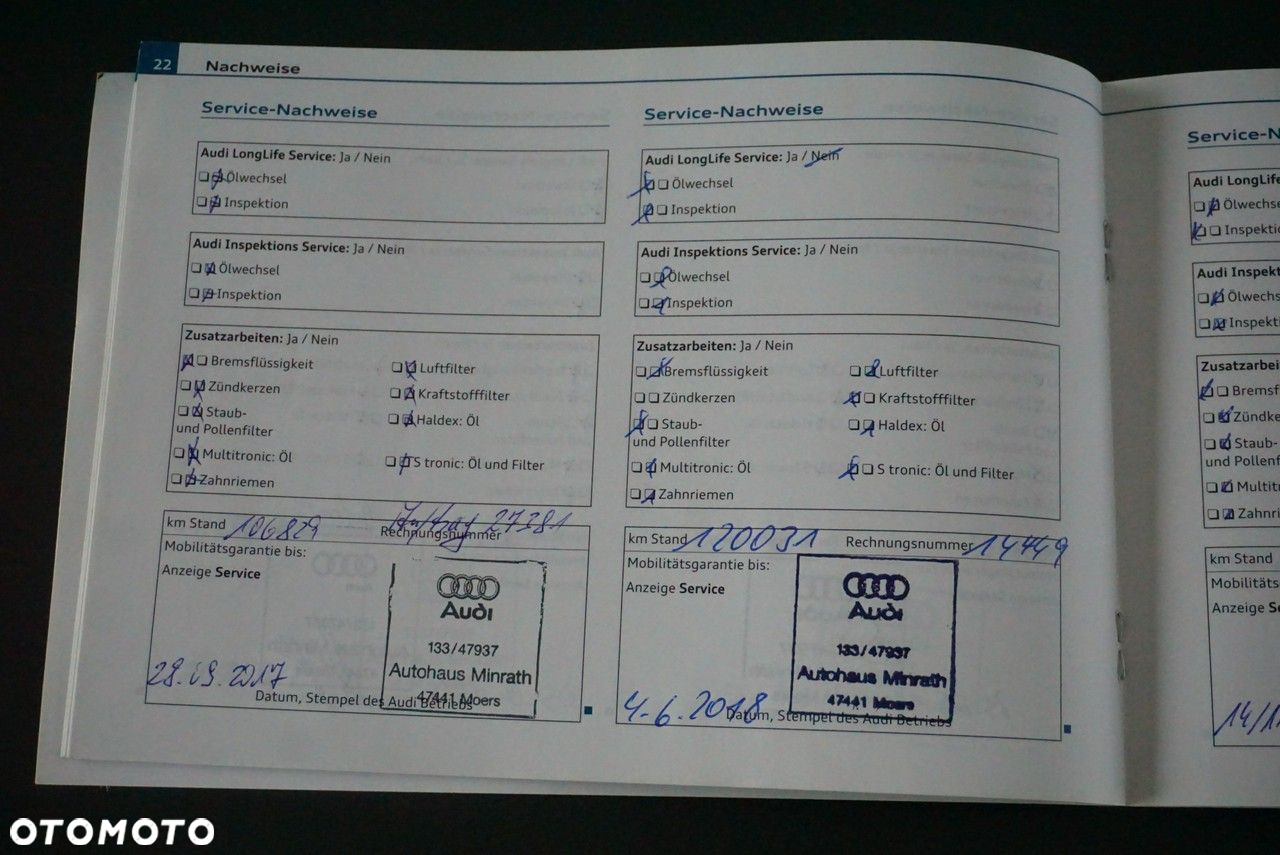 22 Nachweise
Service-Nachweise
Audi LongLife Service: Ja / Nein
Ölwechsel
Inspektion
Audi Inspektions Service: Ja / Nein
Ölwechsel
Inspektion
Zusatzarbeiten: Ja / Nein
Bremsflüssigkeit Luftfilter
Zündkerzen Kraftstofffilter
Staub- Haldex: Öl
und Pollenfilter
Multitronic: Öl S tronic: Öl und Filter
Zahnriemen
km Stand 106829 Rechnungsnummer 27381
Mobilitätsgarantie bis:
Anzeige Service
Audi
133/47937
Autohaus Minrath
47441 Moers
28.09.2017
Datum, Stempel des Audi Betriebs
Service-Nachweise
Audi LongLife Service: Ja / Nein
Ölwechsel
Inspektion
Audi Inspektions Service: Ja / Nein
Ölwechsel
Inspektion
Zusatzarbeiten: Ja / Nein
Bremsflüssigkeit Luftfilter
Zündkerzen Kraftstofffilter
Staub- Haldex: Öl
und Pollenfilter
Multitronic: Öl S tronic: Öl und Filter
Zahnriemen
km Stand 120031 Rechnungsnummer 14449
Mobilitätsgarantie bis:
Anzeige Service
Audi
133/47937
Autohaus Minrath
47441 Moers
4.6.2018
Datum, Stempel des Audi Betriebs
Service-N
Audi LongLife
Ölwechse
Inspektio
Audi Inspekt
Ölwechs
Inspekti
Zusatzarbei
Bremsf
Zündke
Staub-
und Pollenf
Multitr
Zahnri
km Stand
Mobilitäts
Anzeige Se
14/1
OTOMOTO